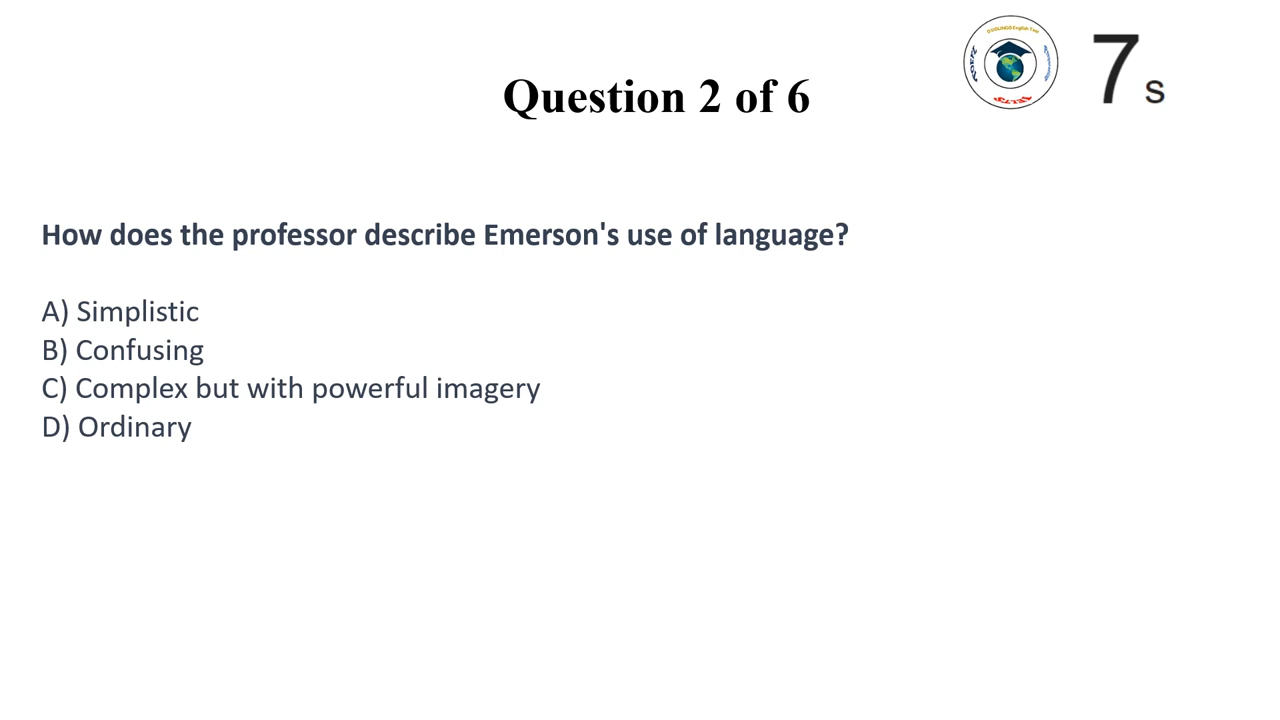 Question 2 of 6
7 s
How does the professor describe Emerson's use of language?
A) Simplistic
B) Confusing
C) Complex but with powerful imagery
D) Ordinary